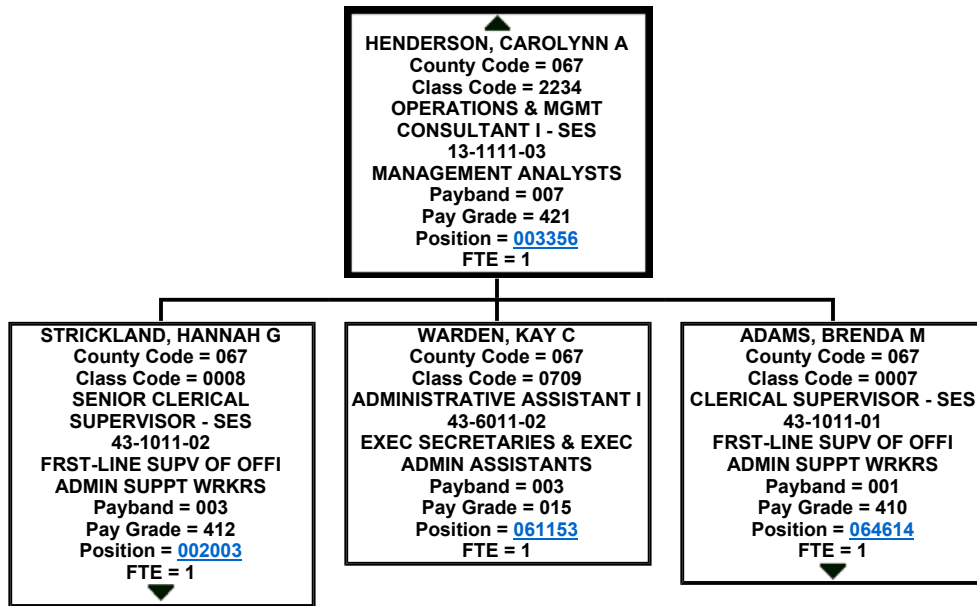 HENDERSON, CAROLYNN A
County Code = 067
Class Code = 2234
OPERATIONS & MGMT
CONSULTANT I - SES
13-1111-03
MANAGEMENT ANALYSTS
Payband = 007
Pay Grade = 421
Position = 003356
FTE = 1
STRICKLAND, HANNAH G
County Code = 067
Class Code = 0008
SENIOR CLERICAL
SUPERVISOR - SES
43-1011-02
FRST-LINE SUPV OF OFFI
ADMIN SUPPT WRKRS
Payband = 003
Pay Grade = 412
Position = 002003
FTE = 1
WARDEN, KAY C
County Code = 067
Class Code = 0709
ADMINISTRATIVE ASSISTANT I
43-6011-02
EXEC SECRETARIES & EXEC
ADMIN ASSISTANTS
Payband = 003
Pay Grade = 015
Position = 061153
FTE = 1
ADAMS, BRENDA M
County Code = 067
Class Code = 0007
CLERICAL SUPERVISOR - SES
43-1011-01
FRST-LINE SUPV OF OFFI
ADMIN SUPPT WRKRS
Payband = 001
Pay Grade = 410
Position = 064614
FTE = 1